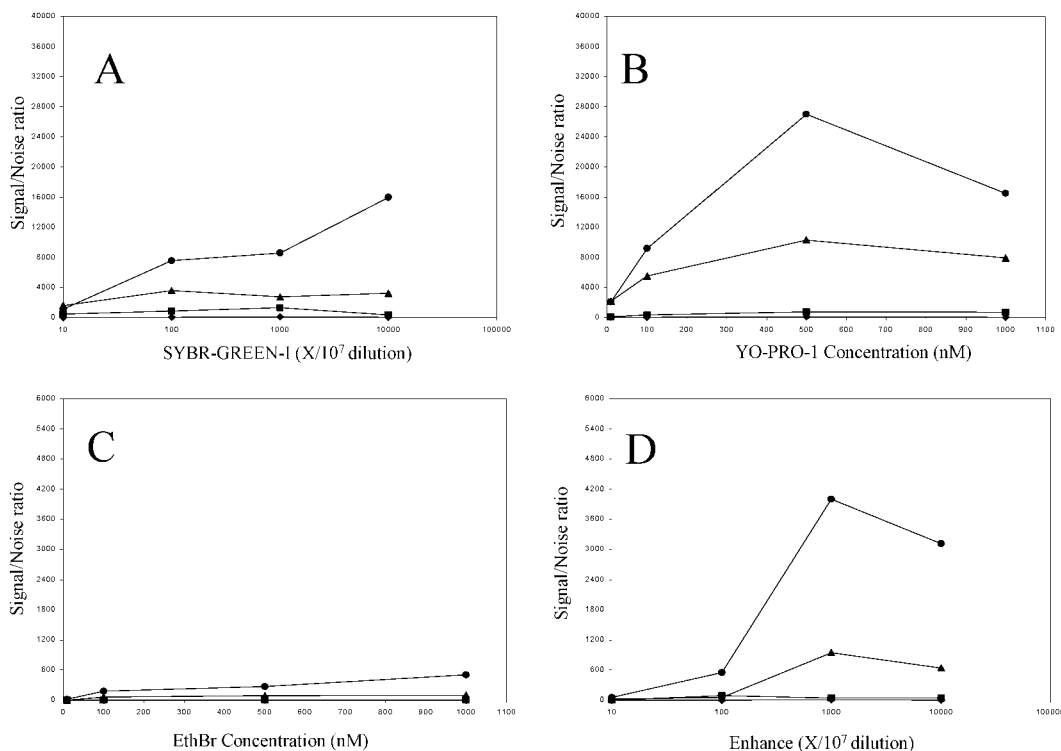 A
Signal/Noise ratio
40000
36000
32000
28000
24000
20000
16000
12000
8000
4000
0
10 100 1000 10000 100000
SYBR-GREEN-I (X/10⁷ dilution)
B
Signal/Noise ratio
40000
36000
32000
28000
24000
20000
16000
12000
8000
4000
0
0 100 200 300 400 500 600 700 800 900 1000 1100
YO-PRO-1 Concentration (nM)
C
Signal/Noise ratio
6000
5400
4800
4200
3600
3000
2400
1800
1200
600
0
0 100 200 300 400 500 600 700 800 900 1000 1100
EthBr Concentration (nM)
D
Signal/Noise ratio
6000
5400
4800
4200
3600
3000
2400
1800
1200
600
0
10 100 1000 10000 100000
Enhance (X/10⁷ dilution)